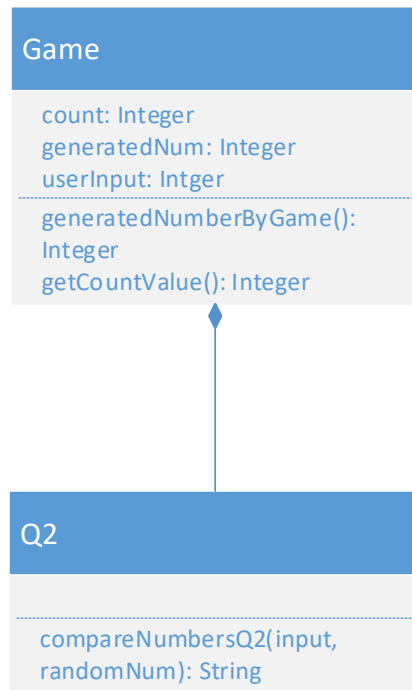 Game
count: Integer
generatedNum: Integer
userInput: Intger
generatedNumberByGame():
Integer
getCountValue(): Integer
Q2
compareNumbersQ2(input,
randomNum): String